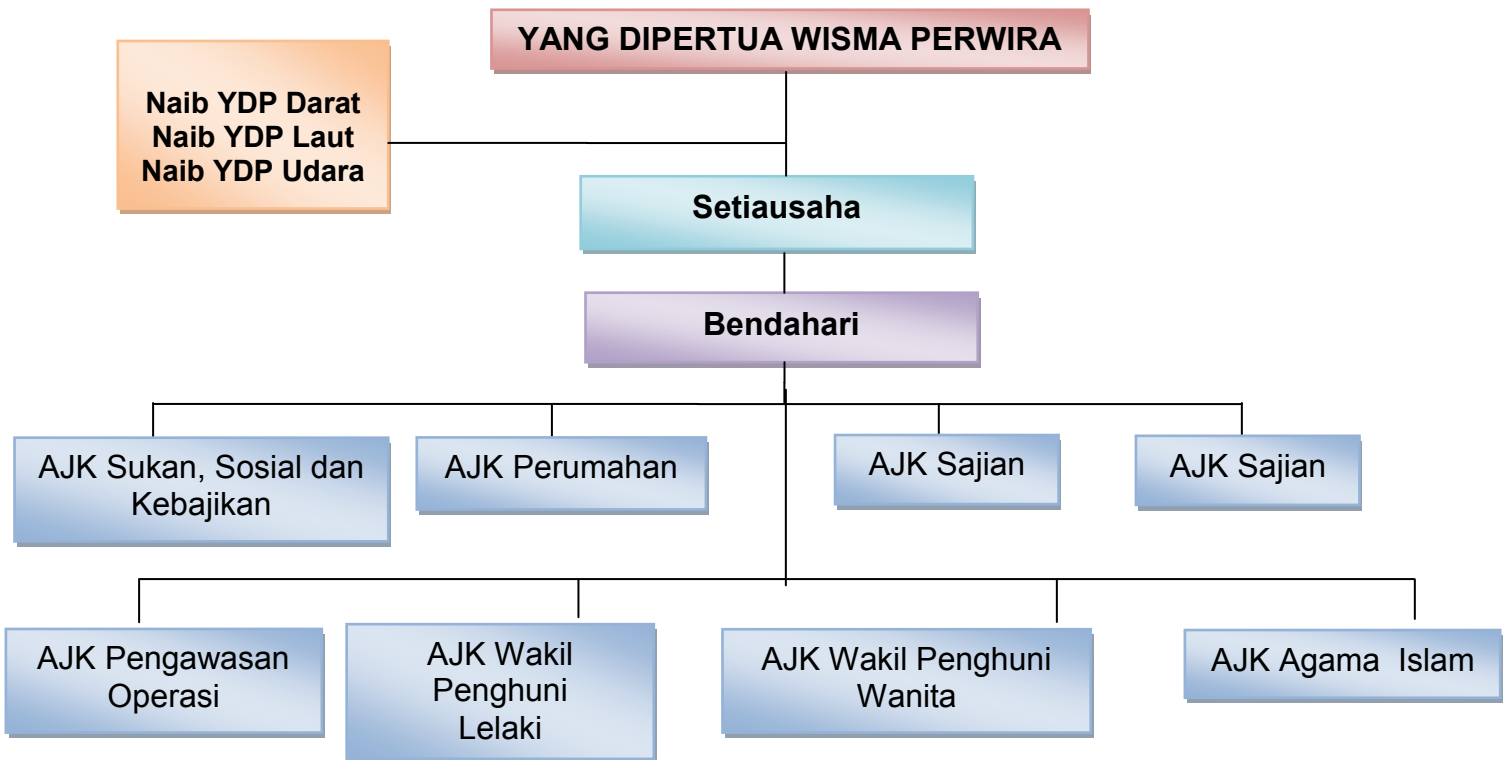 YANG DIPERTUA WISMA PERWIRA
Naib YDP Darat
Naib YDP Laut
Naib YDP Udara
Setiausaha
Bendahari
AJK Sukan, Sosial dan
Kebajikan
AJK Perumahan
AJK Sajian
AJK Sajian
AJK Pengawasan
Operasi
AJK Wakil
Penghuni
Lelaki
AJK Wakil Penghuni
Wanita
AJK Agama Islam